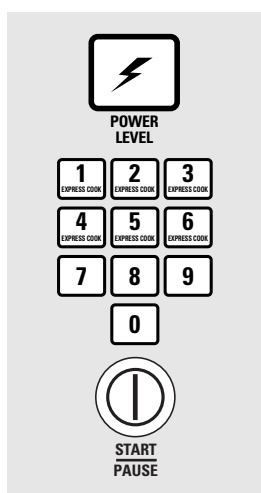 POWER
LEVEL
1 2 3
EXPRESS COOK EXPRESS COOK EXPRESS COOK
4 5 6
EXPRESS COOK EXPRESS COOK EXPRESS COOK
7 8 9
0
START
PAUSE